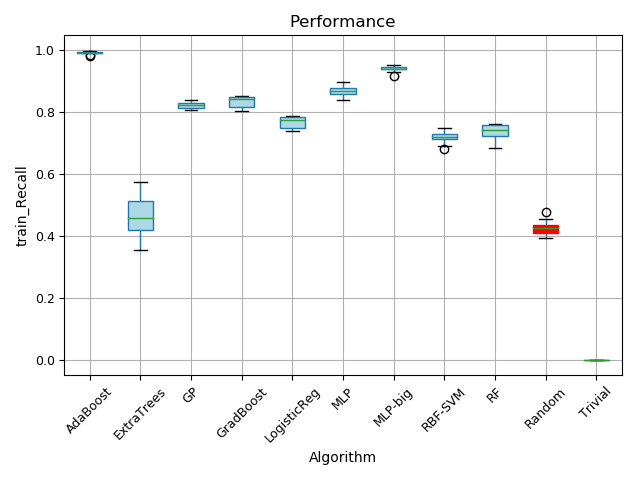 Performance
train_Recall
1.0
0.8
0.6
0.4
0.2
0.0
AdaBoost
ExtraTrees
GP
GradBoost
LogisticReg
MLP
MLP-big
RBF-SVM
RF
Random
Trivial
Algorithm